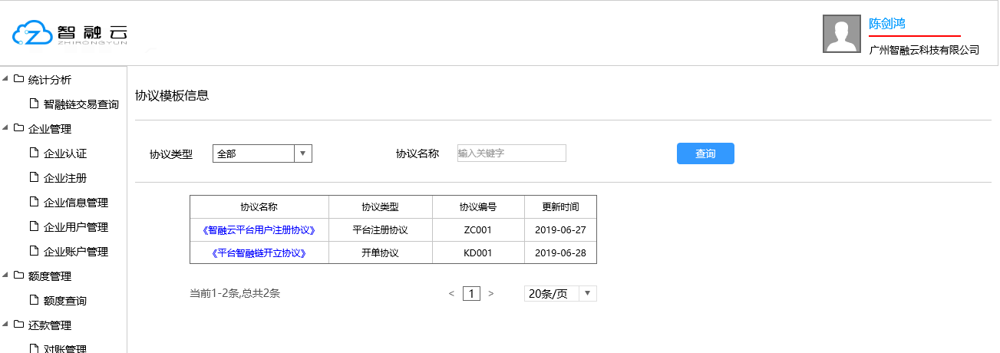 智融云
ZHIRONGYUN
陈剑鸿
广州智融云科技有限公司
统计分析
智融链交易查询
企业管理
企业认证
企业注册
企业信息管理
企业用户管理
企业账户管理
额度管理
额度查询
还款管理
对账管理
协议模板信息
协议类型 全部 协议名称 输入关键字 查询
协议名称 协议类型 协议编号 更新时间
《智融云平台用户注册协议》 平台注册协议 ZC001 2019-06-27
《平台智融链开立协议》 开单协议 KD001 2019-06-28
当前1-2条,总共2条 < 1 > 20条/页